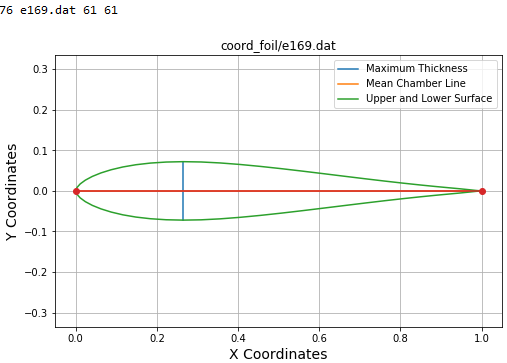 76 e169.dat 61 61
coord_foil/e169.dat
Maximum Thickness
Mean Chamber Line
Upper and Lower Surface
0.3
0.2
0.1
0.0
−0.1
−0.2
−0.3
Y Coordinates
0.0 0.2 0.4 0.6 0.8 1.0
X Coordinates